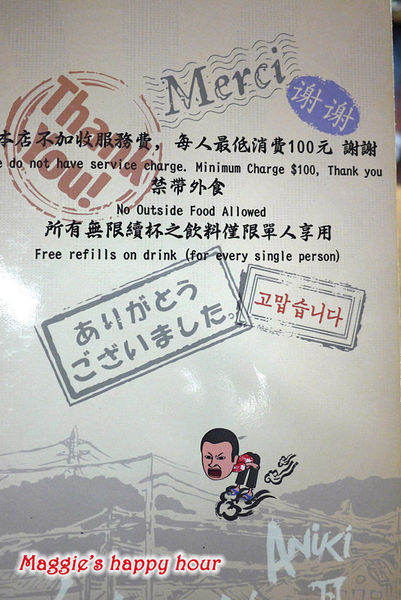 Merci
謝謝
Thank
You!
本店不加收服務費，每人最低消費100元 謝謝
e do not have service charge. Minimum Charge $100, Thank you
禁帶外食
No Outside Food Allowed
所有無限續杯之飲料僅限單人享用
Free refills on drink (for every single person)
ありがとう
ございました。
고맙습니다
ANIKI
Maggie's happy hour